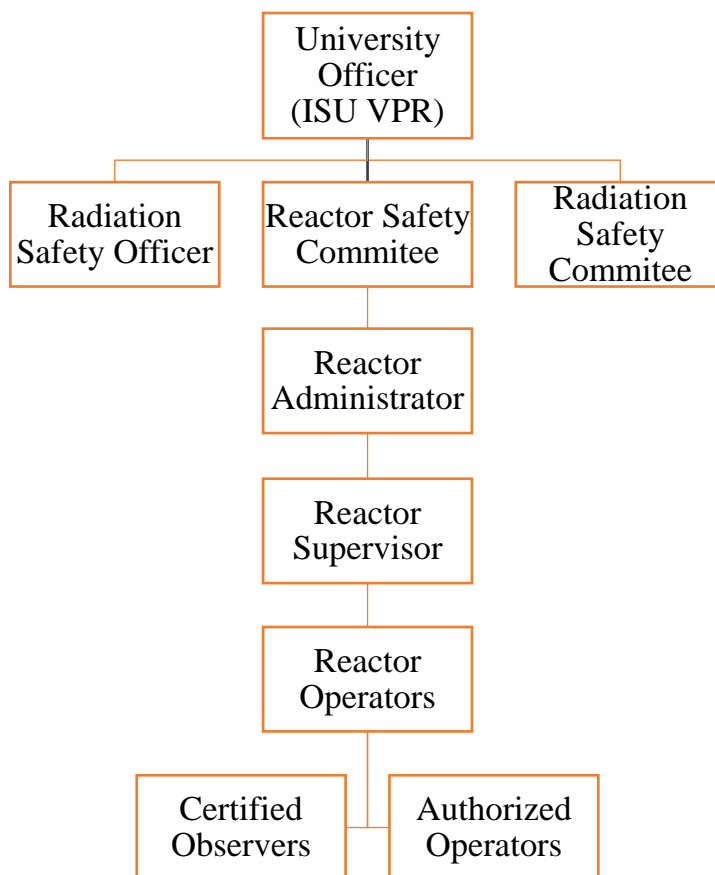 University
Officer
(ISU VPR)
Radiation
Safety Officer
Reactor Safety
Commitee
Radiation
Safety
Commitee
Reactor
Administrator
Reactor
Supervisor
Reactor
Operators
Certified
Observers
Authorized
Operators